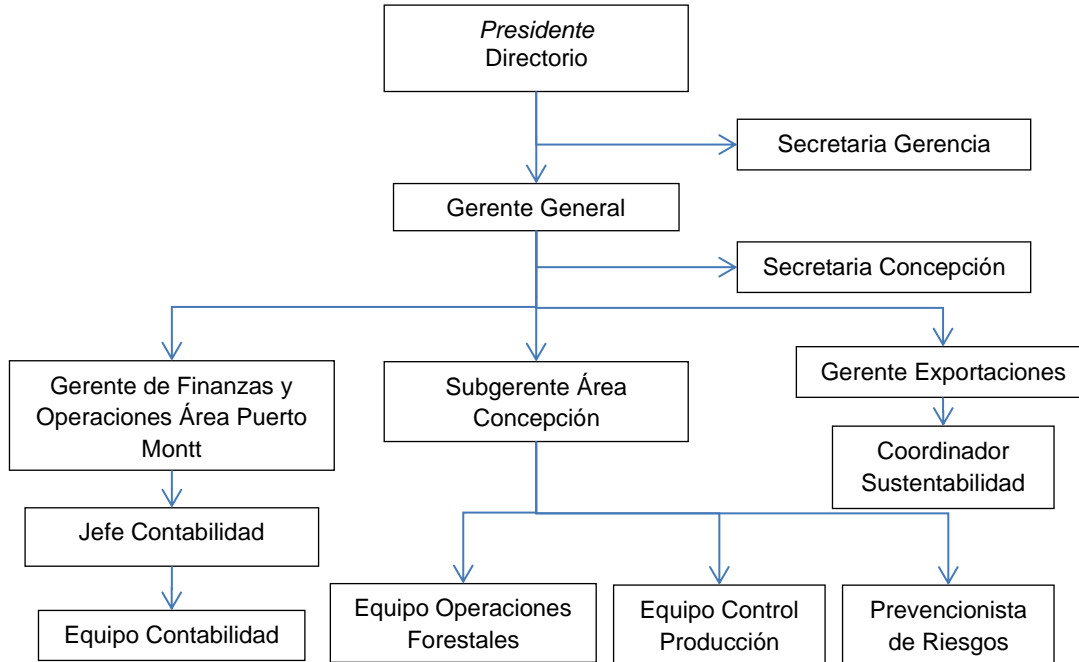 Presidente
Directorio
Secretaria Gerencia
Gerente General
Secretaria Concepción
Gerente de Finanzas y
Operaciones Área Puerto
Montt
Subgerente Área
Concepción
Gerente Exportaciones
Coordinador
Sustentabilidad
Jefe Contabilidad
Equipo Contabilidad
Equipo Operaciones
Forestales
Equipo Control
Producción
Prevencionista
de Riesgos